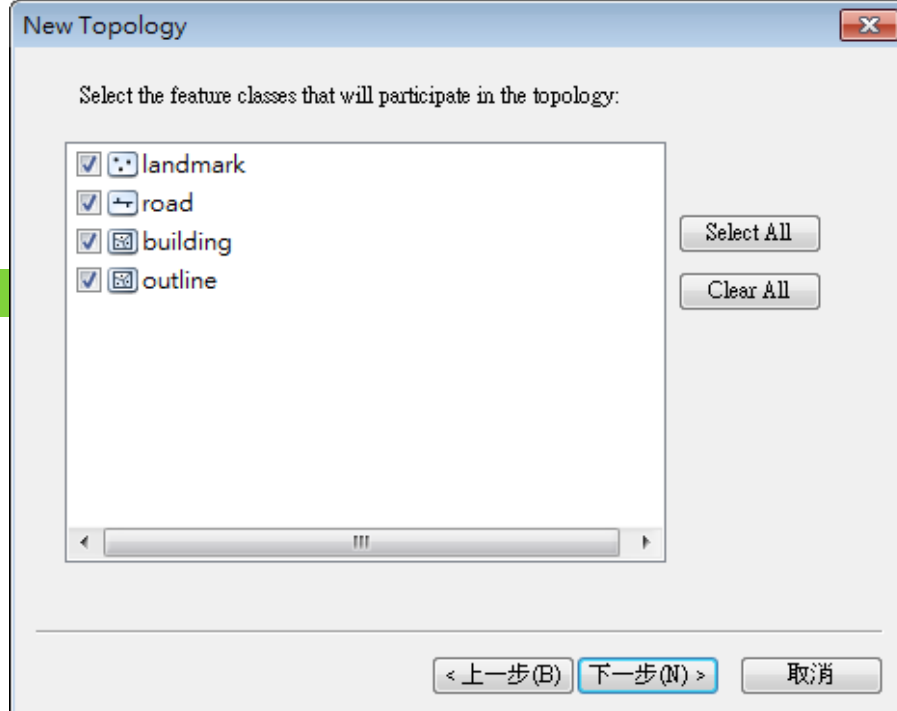 New Topology
Select the feature classes that will participate in the topology:
landmark
road
building
outline
Select All
Clear All
<上一步(B)
下一步(N)>
取消